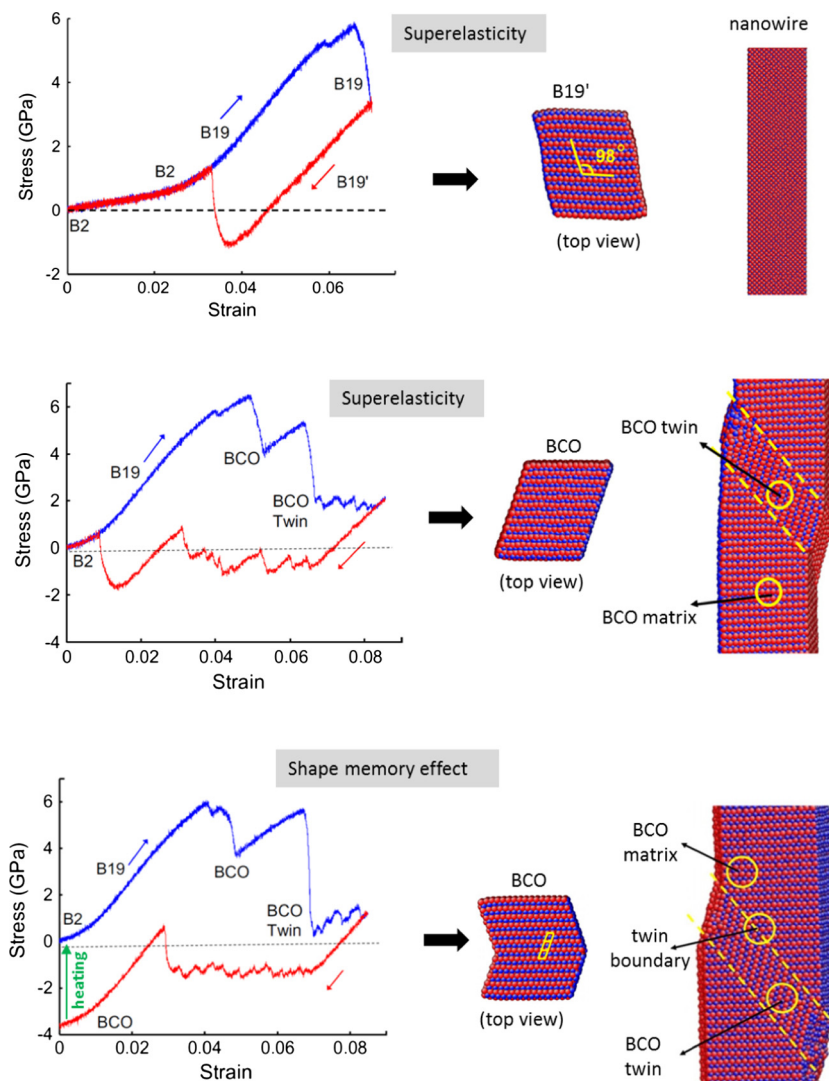 Superelasticity
nanowire
6
4
2
0
-2
Stress (GPa)
B2
B2
B19
B19
B19'
0
0.02
0.04
0.06
Strain
B19'
98°
(top view)
Superelasticity
6
4
2
0
-2
-4
Stress (GPa)
B2
B19
BCO
BCO
Twin
0
0.02
0.04
0.06
0.08
Strain
BCO
(top view)
BCO twin
BCO matrix
Shape memory effect
6
4
2
0
-2
-4
Stress (GPa)
B2
B19
BCO
BCO
Twin
heating
BCO
0
0.02
0.04
0.06
0.08
Strain
BCO
(top view)
BCO
matrix
twin
boundary
BCO
twin